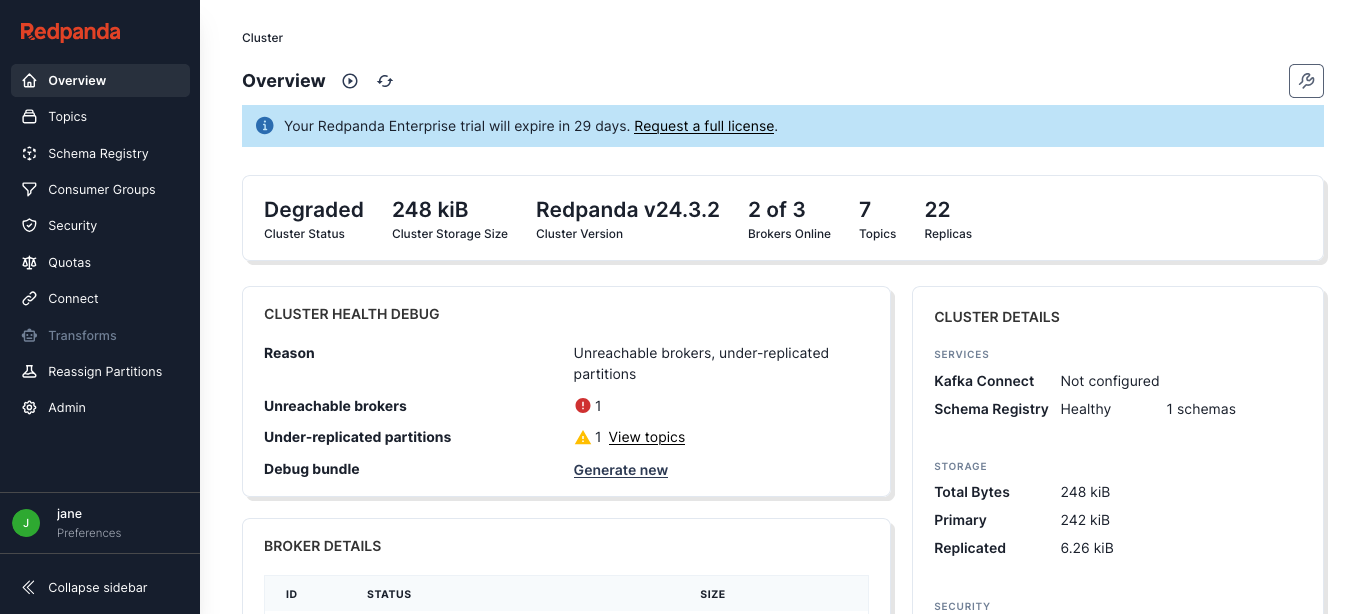 Redpanda
Overview
Topics
Schema Registry
Consumer Groups
Security
Quotas
Connect
Transforms
Reassign Partitions
Admin
J
jane
Preferences
Collapse sidebar
Cluster
Overview
Your Redpanda Enterprise trial will expire in 29 days. Request a full license.
Degraded
Cluster Status
248 kiB
Cluster Storage Size
Redpanda v24.3.2
Cluster Version
2 of 3
Brokers Online
7
Topics
22
Replicas
CLUSTER HEALTH DEBUG
Reason
Unreachable brokers, under-replicated
partitions
Unreachable brokers 1
Under-replicated partitions 1 View topics
Debug bundle Generate new
BROKER DETAILS
ID STATUS SIZE
CLUSTER DETAILS
SERVICES
Kafka Connect Not configured
Schema Registry Healthy 1 schemas
STORAGE
Total Bytes 248 kiB
Primary 242 kiB
Replicated 6.26 kiB
SECURITY